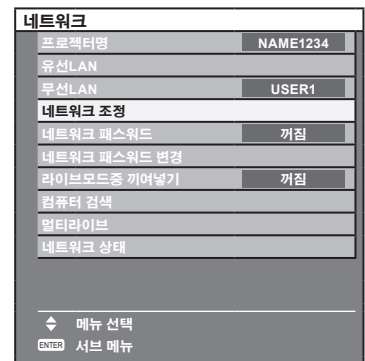 네트워크
프로젝터명 NAME1234
유선LAN
무선LAN USER1
네트워크 조정
네트워크 패스워드 꺼짐
네트워크 패스워드 변경
라이브모드중 끼여넣기 꺼짐
컴퓨터 검색
멀티라이브
네트워크 상태
메뉴 선택
ENTER 서브 메뉴